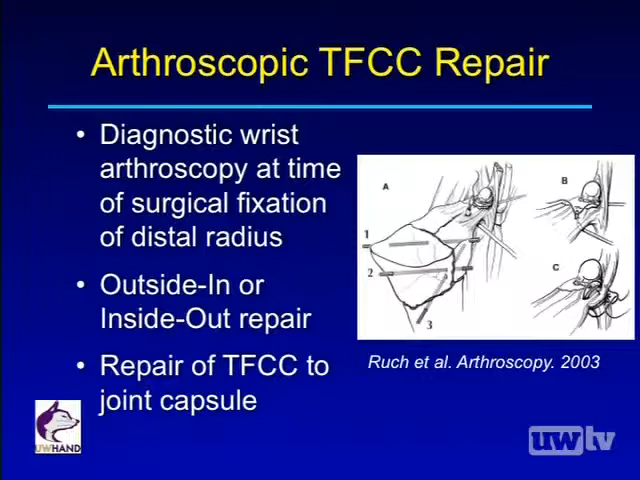 Arthroscopic TFCC Repair
• Diagnostic wrist
arthroscopy at time
of surgical fixation
of distal radius
• Outside-In or
Inside-Out repair
• Repair of TFCC to
joint capsule
A
B
1
2
C
3
Ruch et al. Arthroscopy. 2003
UWHAND
uwtv